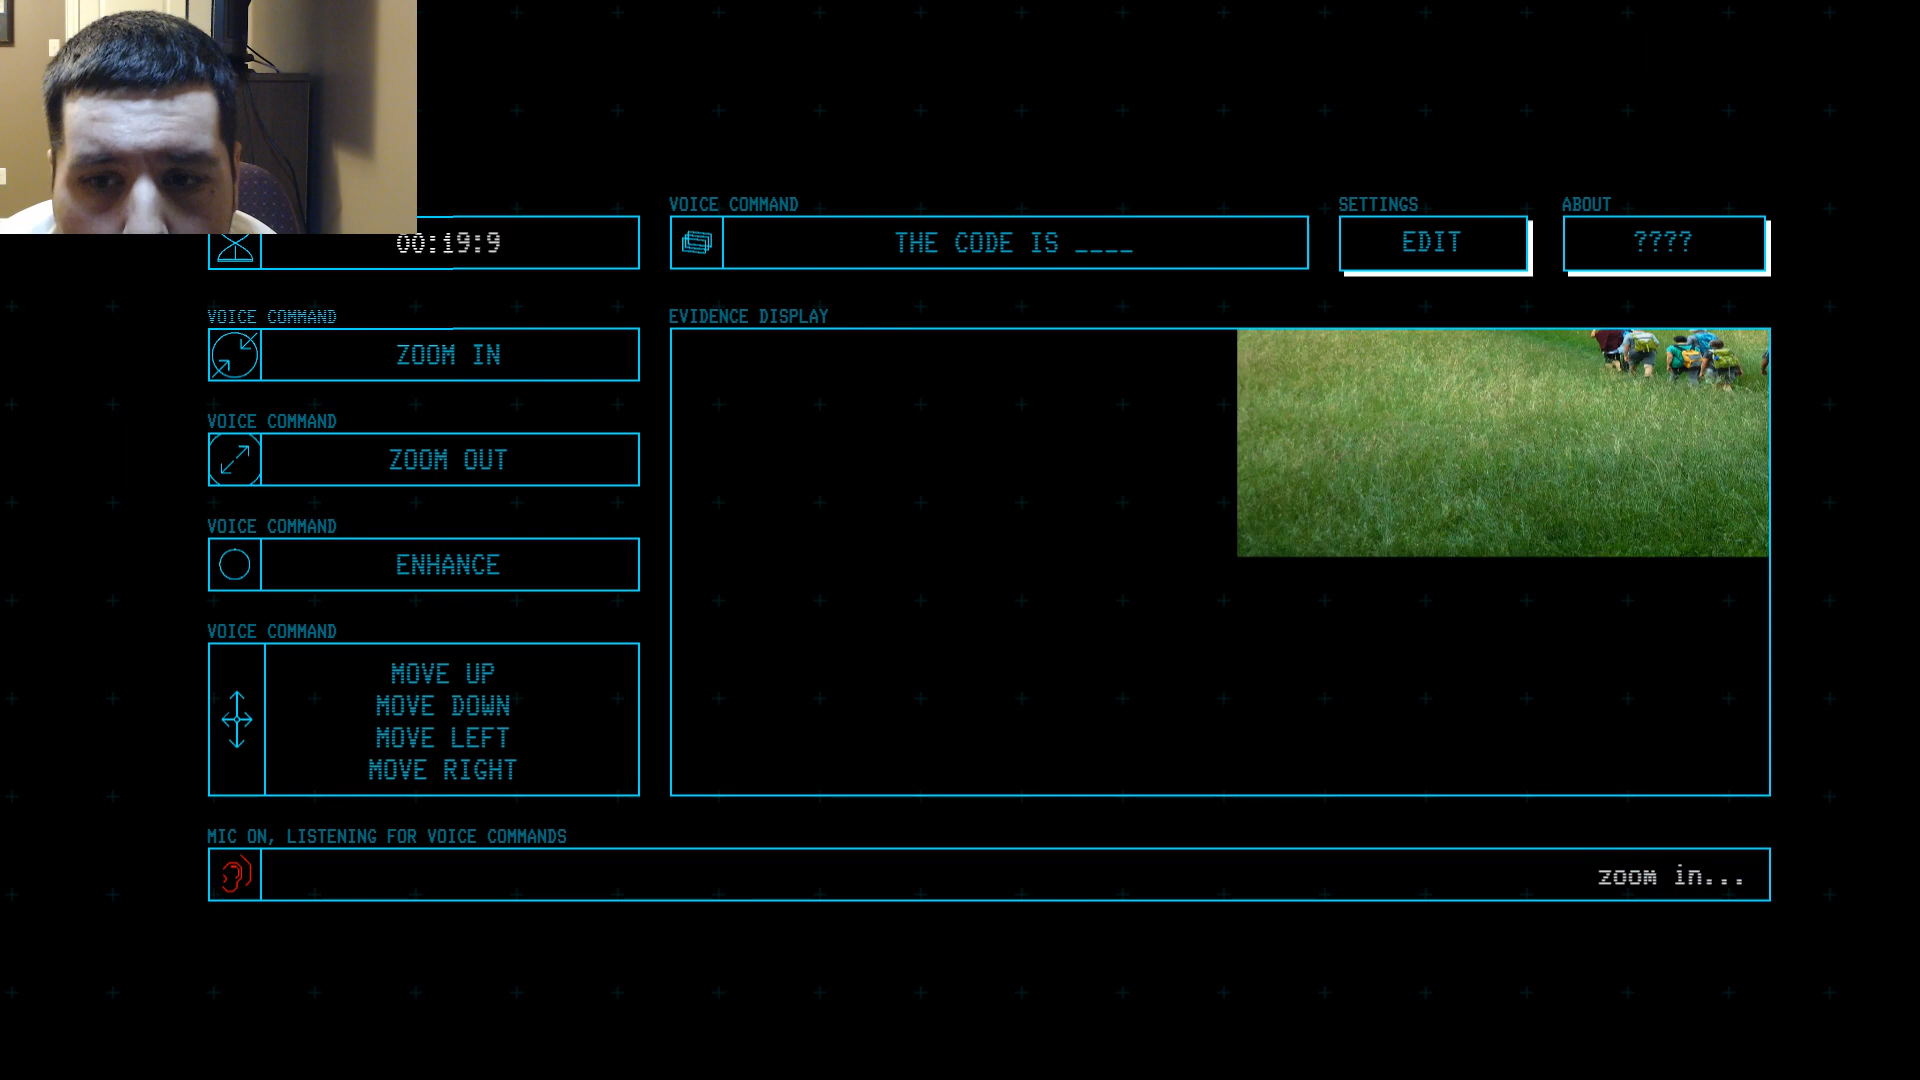 00:19:9
VOICE COMMAND
THE CODE IS ____
SETTINGS
EDIT
ABOUT
????
VOICE COMMAND
ZOOM IN
VOICE COMMAND
ZOOM OUT
VOICE COMMAND
ENHANCE
VOICE COMMAND
MOVE UP
MOVE DOWN
MOVE LEFT
MOVE RIGHT
EVIDENCE DISPLAY
MIC ON, LISTENING FOR VOICE COMMANDS
zoom in...